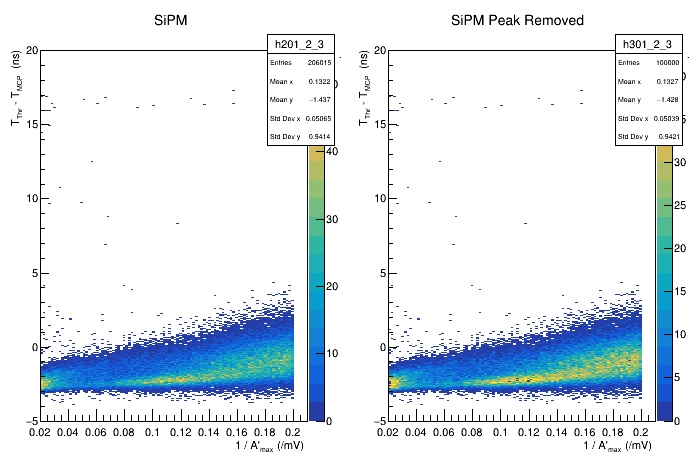 SiPM
h201_2_3
Entries 206015
Mean x 0.1322
Mean y −1.437
Std Dev x 0.05065
Std Dev y 0.9414
T_Thr - T_MCP (ns)
20
15
10
5
0
−5
0.02 0.04 0.06 0.08 0.1 0.12 0.14 0.16 0.18 0.2
1 / A'_max (/mV)
40
30
20
10
0
SiPM Peak Removed
h301_2_3
Entries 100000
Mean x 0.1327
Mean y −1.428
Std Dev x 0.05039
Std Dev y 0.9421
T_Thr - T_MCP (ns)
20
15
10
5
0
−5
0.02 0.04 0.06 0.08 0.1 0.12 0.14 0.16 0.18 0.2
1 / A'_max (/mV)
30
25
20
15
10
5
0